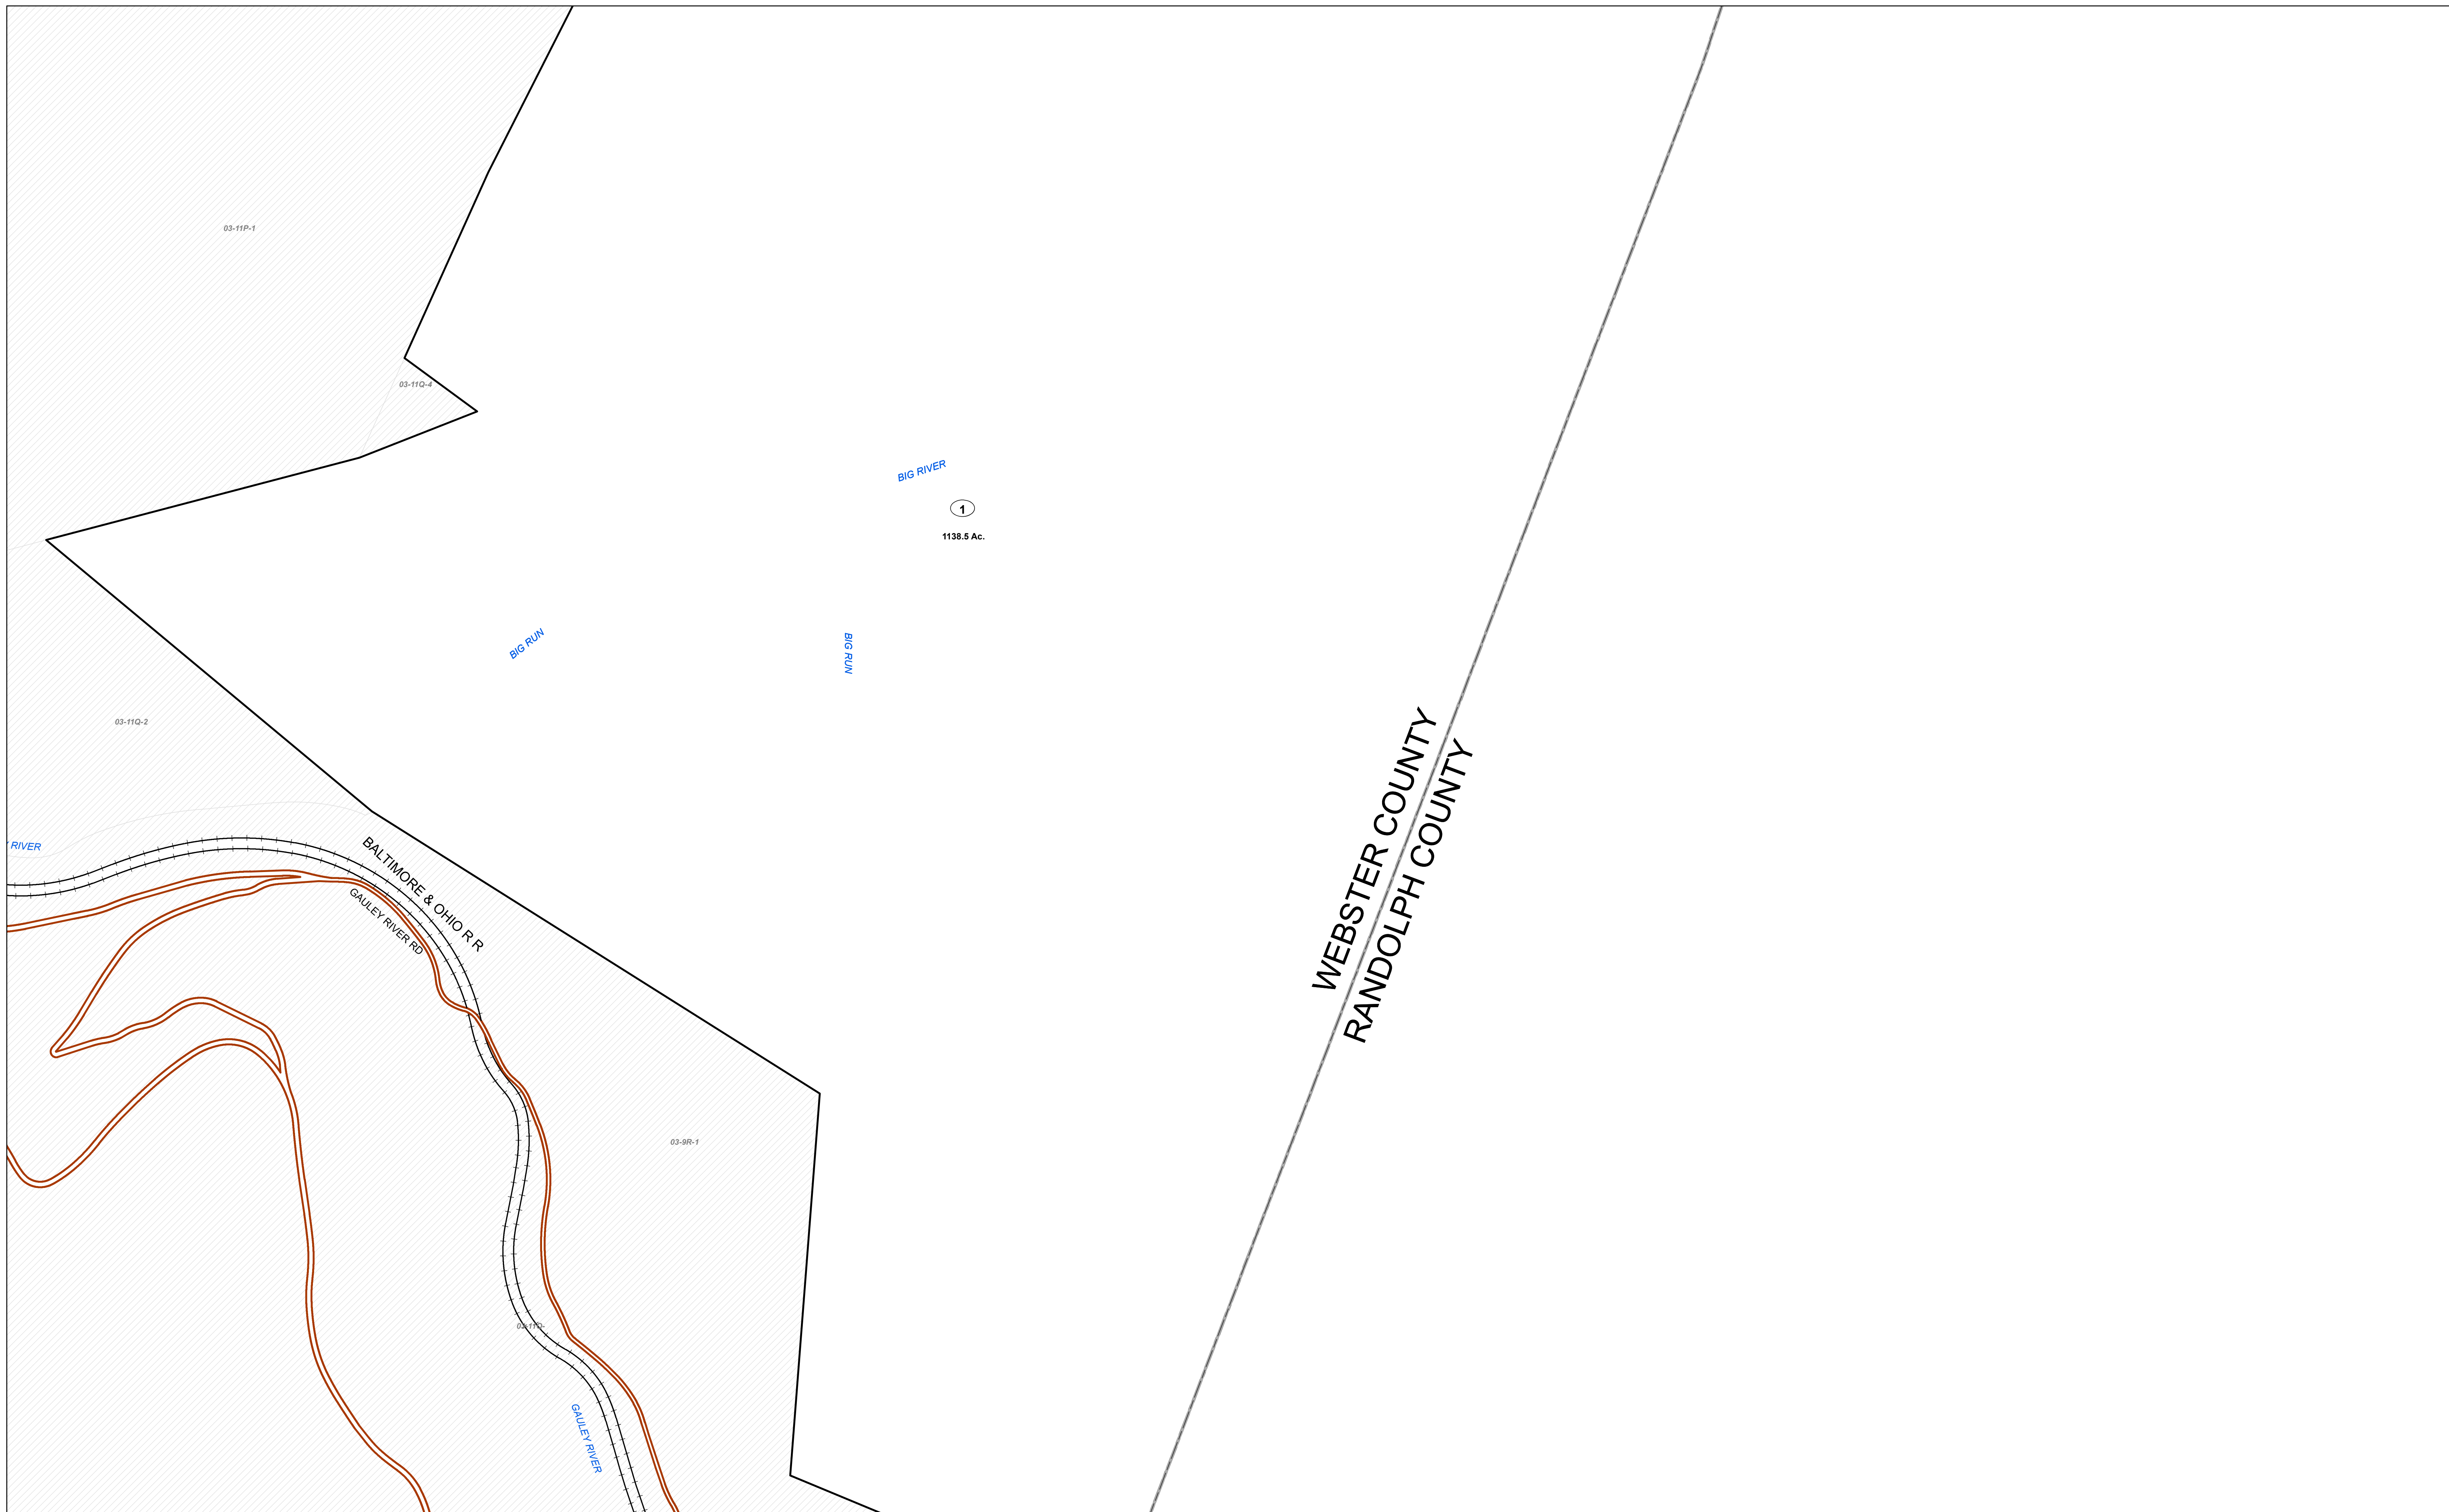 03-11P-1
03-11Q-4
BIG RIVER
1
1138.5 Ac.
BIG RUN
BIG RUN
03-11Q-2
WEBSTER COUNTY
RANDOLPH COUNTY
RIVER
BALTIMORE & OHIO R R
GAULEY RIVER RD
03-9R-1
GAULEY RIVER